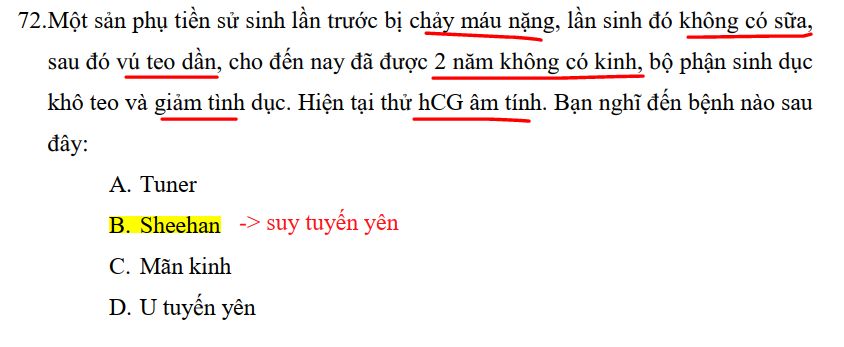 72.Một sản phụ tiền sử sinh lần trước bị chảy máu nặng, lần sinh đó không có sữa,
sau đó vú teo dần, cho đến nay đã được 2 năm không có kinh, bộ phận sinh dục
khô teo và giảm tình dục. Hiện tại thử hCG âm tính. Bạn nghĩ đến bệnh nào sau
đây:
A. Tuner
B. Sheehan -> suy tuyến yên
C. Mãn kinh
D. U tuyến yên